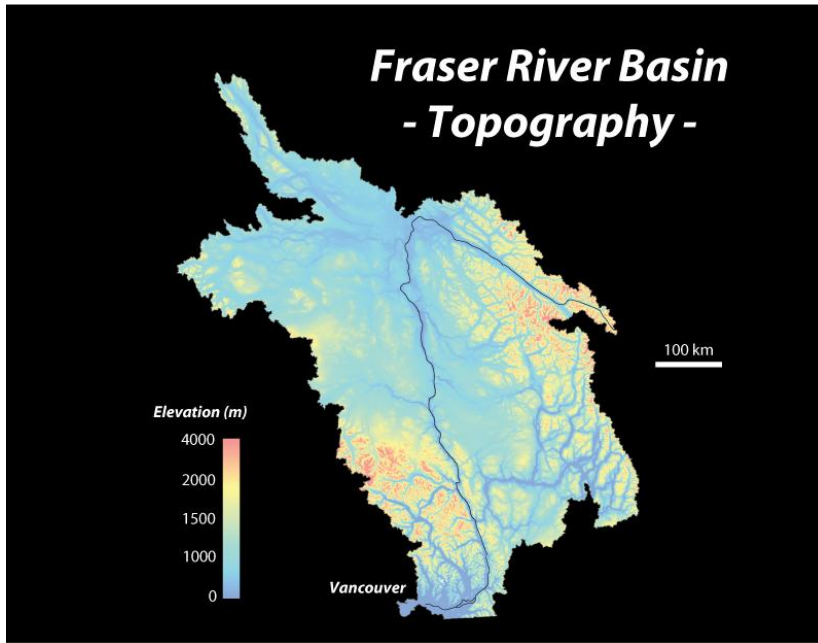 Fraser River Basin
- Topography -
100 km
Elevation (m)
4000
2000
1500
1000
0
Vancouver